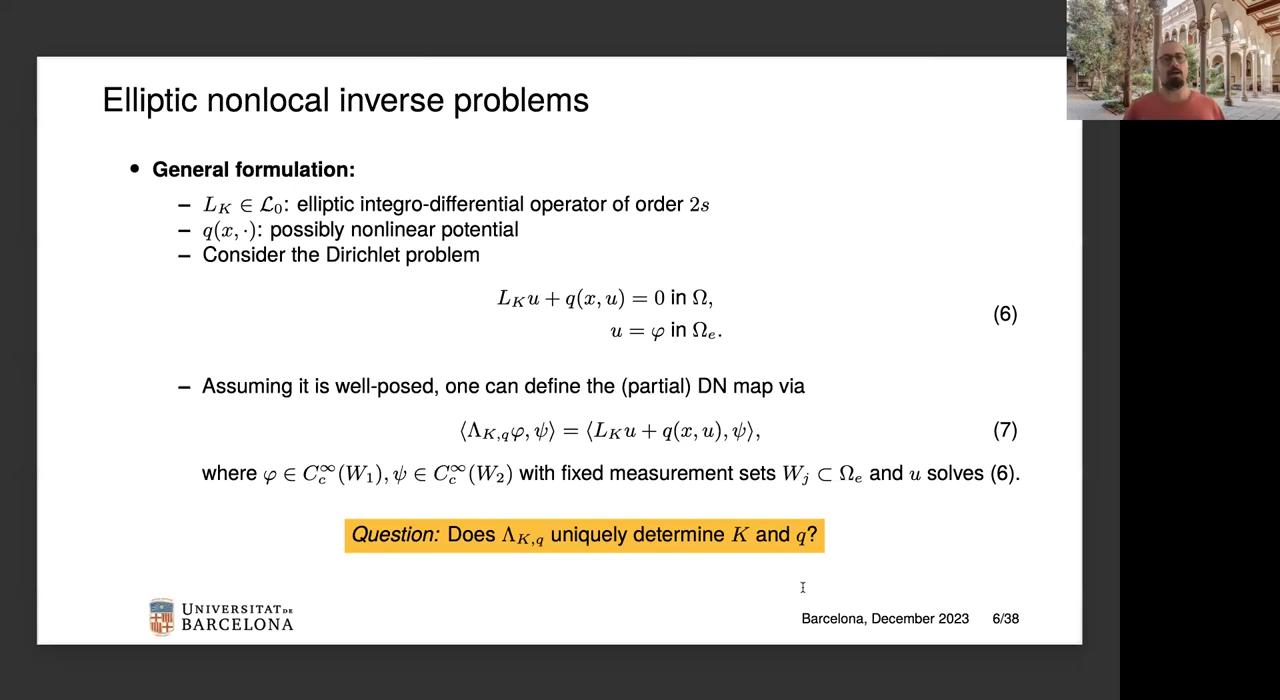 Elliptic nonlocal inverse problems
• General formulation:
– L_K ∈ ℒ_0: elliptic integro-differential operator of order 2s
– q(x, ·): possibly nonlinear potential
– Consider the Dirichlet problem
L_K u + q(x, u) = 0 in Ω,
(6)
u = φ in Ω_e.
– Assuming it is well-posed, one can define the (partial) DN map via
⟨Λ_{K,q}φ, ψ⟩ = ⟨L_K u + q(x, u), ψ⟩, (7)
where φ ∈ C_c^∞(W_1), ψ ∈ C_c^∞(W_2) with fixed measurement sets W_j ⊂ Ω_e and u solves (6).
Question: Does Λ_{K,q} uniquely determine K and q?
UNIVERSITAT DE
BARCELONA
Barcelona, December 2023 6/38